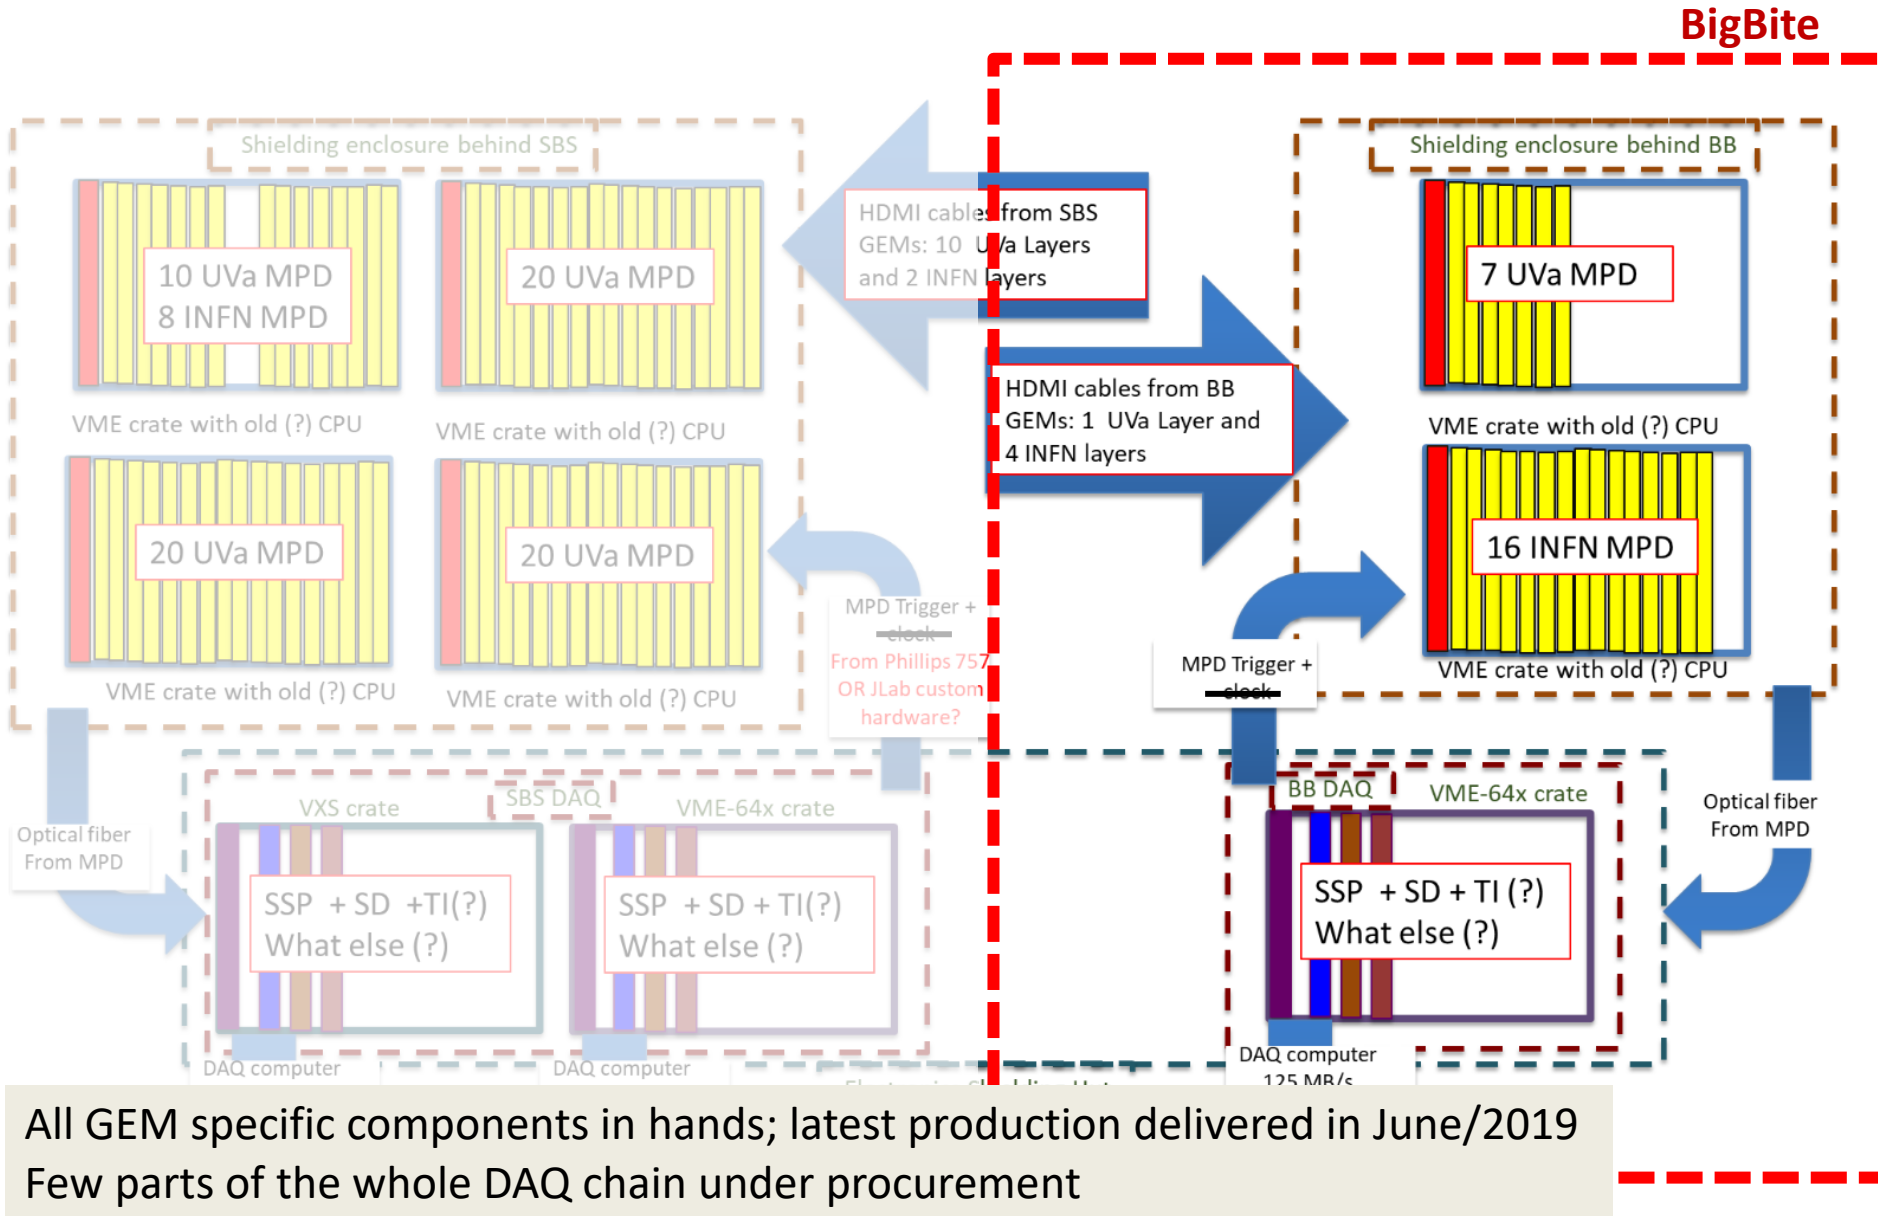 BigBite
Shielding enclosure behind SBS
10 UVa MPD
8 INFN MPD
20 UVa MPD
VME crate with old (?) CPU
VME crate with old (?) CPU
20 UVa MPD
20 UVa MPD
VME crate with old (?) CPU
VME crate with old (?) CPU
HDMI cables from SBS
GEMs: 10 UVa Layers
and 2 INFN layers
HDMI cables from BB
GEMs: 1 UVa Layer and
4 INFN layers
Shielding enclosure behind BB
7 UVa MPD
VME crate with old (?) CPU
16 INFN MPD
VME crate with old (?) CPU
MPD Trigger +
clock
From Phillips 757
OR JLab custom
hardware?
MPD Trigger +
clock
Optical fiber
From MPD
VXS crate
SBS DAQ
VME-64x crate
SSP + SD +TI(?)
What else (?)
SSP + SD + TI(?)
What else (?)
DAQ computer
DAQ computer
BB DAQ
VME-64x crate
SSP + SD + TI (?)
What else (?)
DAQ computer
125 MB/s
Optical fiber
From MPD
All GEM specific components in hands; latest production delivered in June/2019
Few parts of the whole DAQ chain under procurement